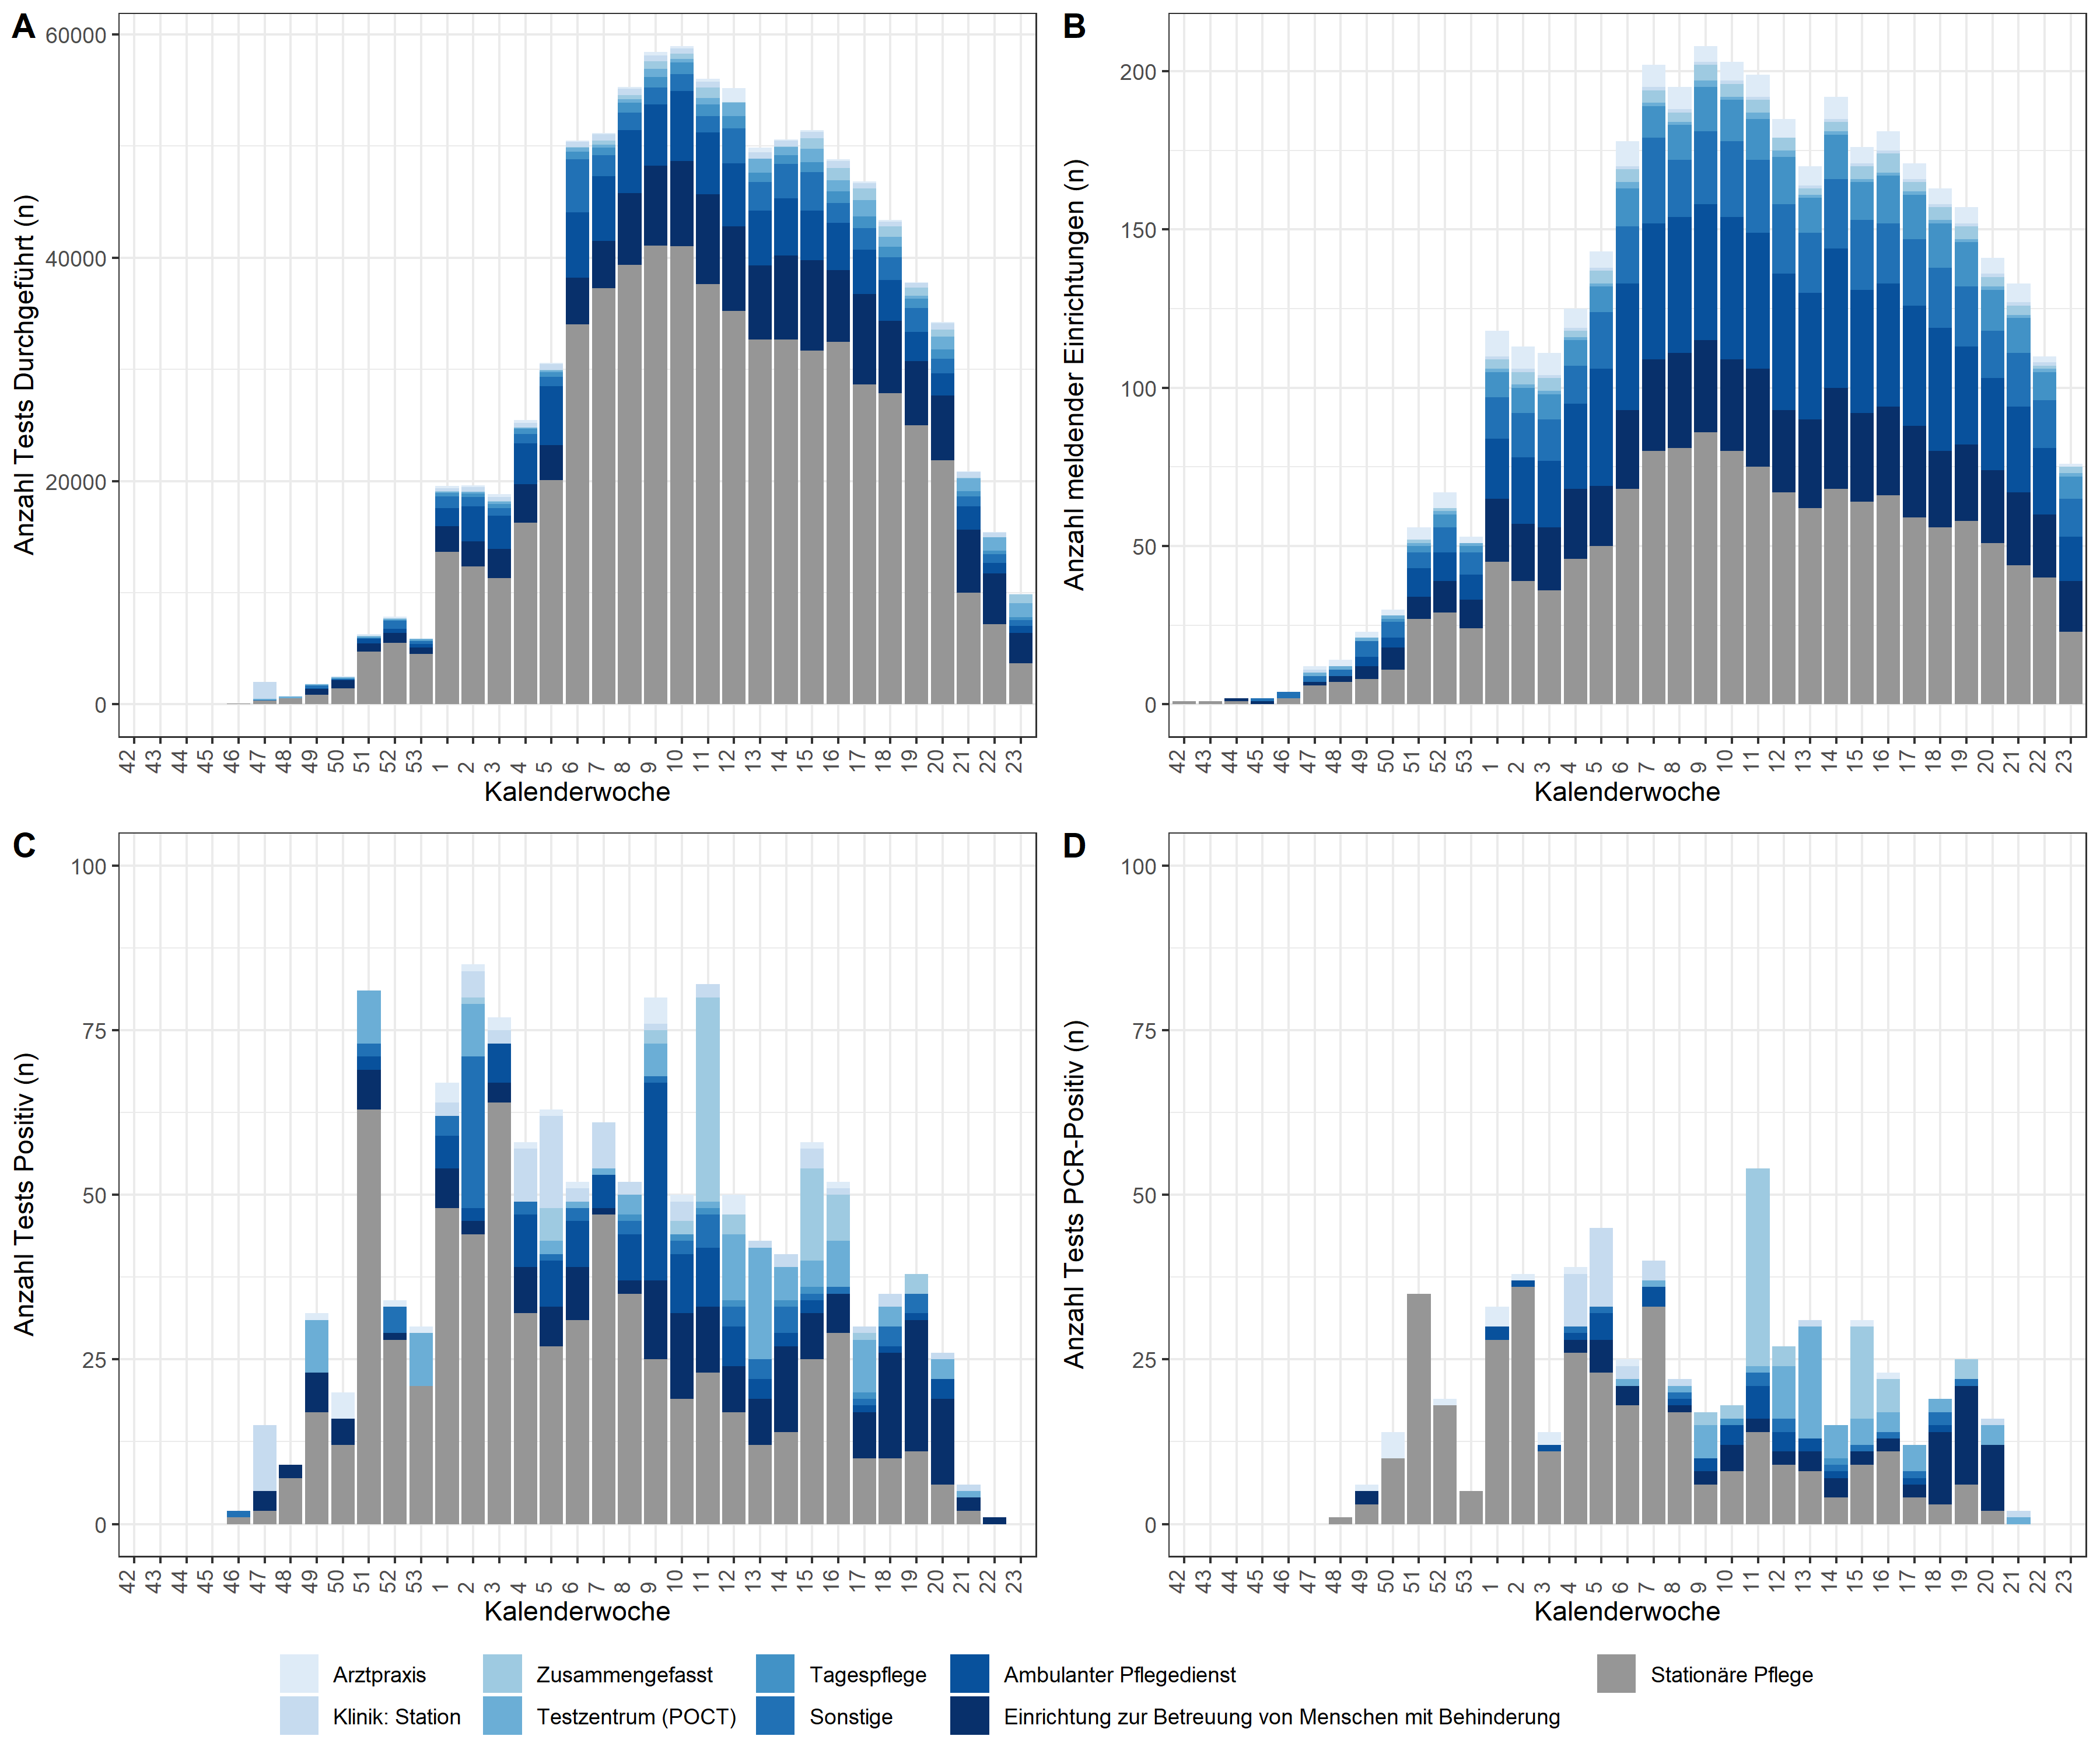 A
Anzahl Tests Durchgeführt (n)
60000
40000
20000
0
42 43 44 45 46 47 48 49 50 51 52 53 1 2 3 4 5 6 7 8 9 10 11 12 13 14 15 16 17 18 19 20 21 22 23
Kalenderwoche
B
Anzahl meldender Einrichtungen (n)
200
150
100
50
0
42 43 44 45 46 47 48 49 50 51 52 53 1 2 3 4 5 6 7 8 9 10 11 12 13 14 15 16 17 18 19 20 21 22 23
Kalenderwoche
C
Anzahl Tests Positiv (n)
100
75
50
25
0
42 43 44 45 46 47 48 49 50 51 52 53 1 2 3 4 5 6 7 8 9 10 11 12 13 14 15 16 17 18 19 20 21 22 23
Kalenderwoche
D
Anzahl Tests PCR-Positiv (n)
100
75
50
25
0
42 43 44 45 46 47 48 49 50 51 52 53 1 2 3 4 5 6 7 8 9 10 11 12 13 14 15 16 17 18 19 20 21 22 23
Kalenderwoche
Arztpraxis
Klinik: Station
Zusammengefasst
Testzentrum (POCT)
Tagespflege
Sonstige
Ambulanter Pflegedienst
Einrichtung zur Betreuung von Menschen mit Behinderung
Stationäre Pflege